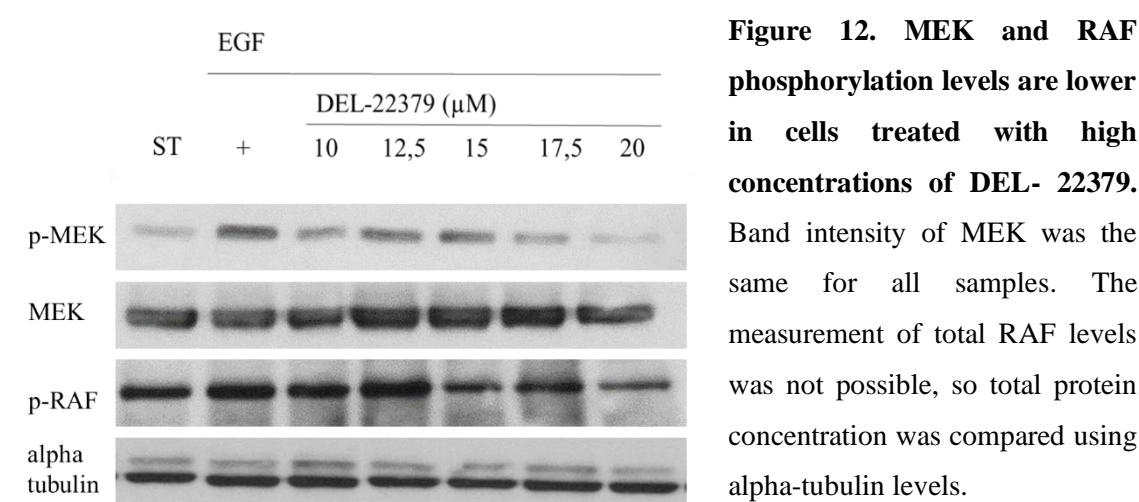 EGF
DEL-22379 (µM)
ST + 10 12,5 15 17,5 20
p-MEK
MEK
p-RAF
alpha
tubulin
Figure 12. MEK and RAF
phosphorylation levels are lower
in cells treated with high
concentrations of DEL- 22379.
Band intensity of MEK was the
same for all samples. The
measurement of total RAF levels
was not possible, so total protein
concentration was compared using
alpha-tubulin levels.